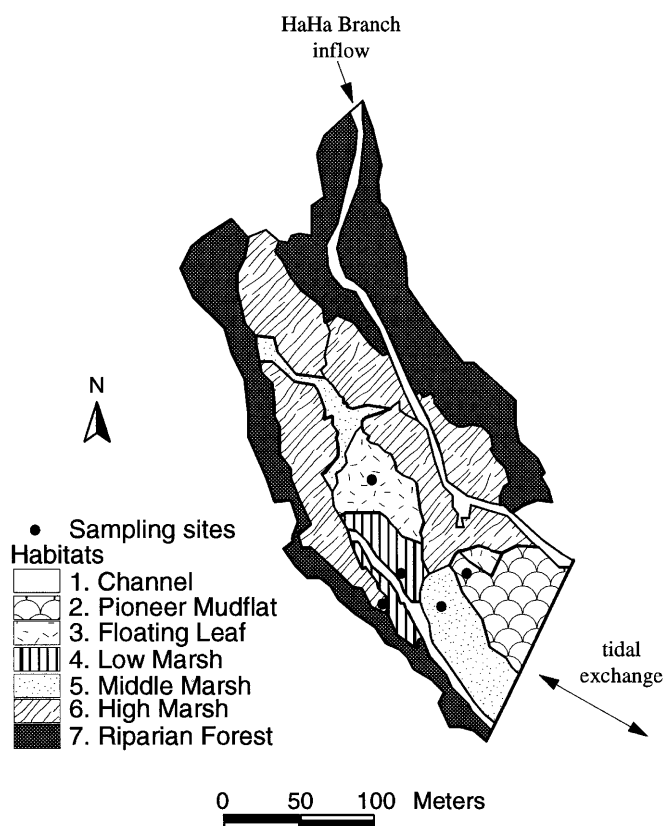 HaHa Branch
inflow
N
Sampling sites
Habitats
1. Channel
2. Pioneer Mudflat
3. Floating Leaf
4. Low Marsh
5. Middle Marsh
6. High Marsh
7. Riparian Forest
tidal
exchange
0 50 100 Meters